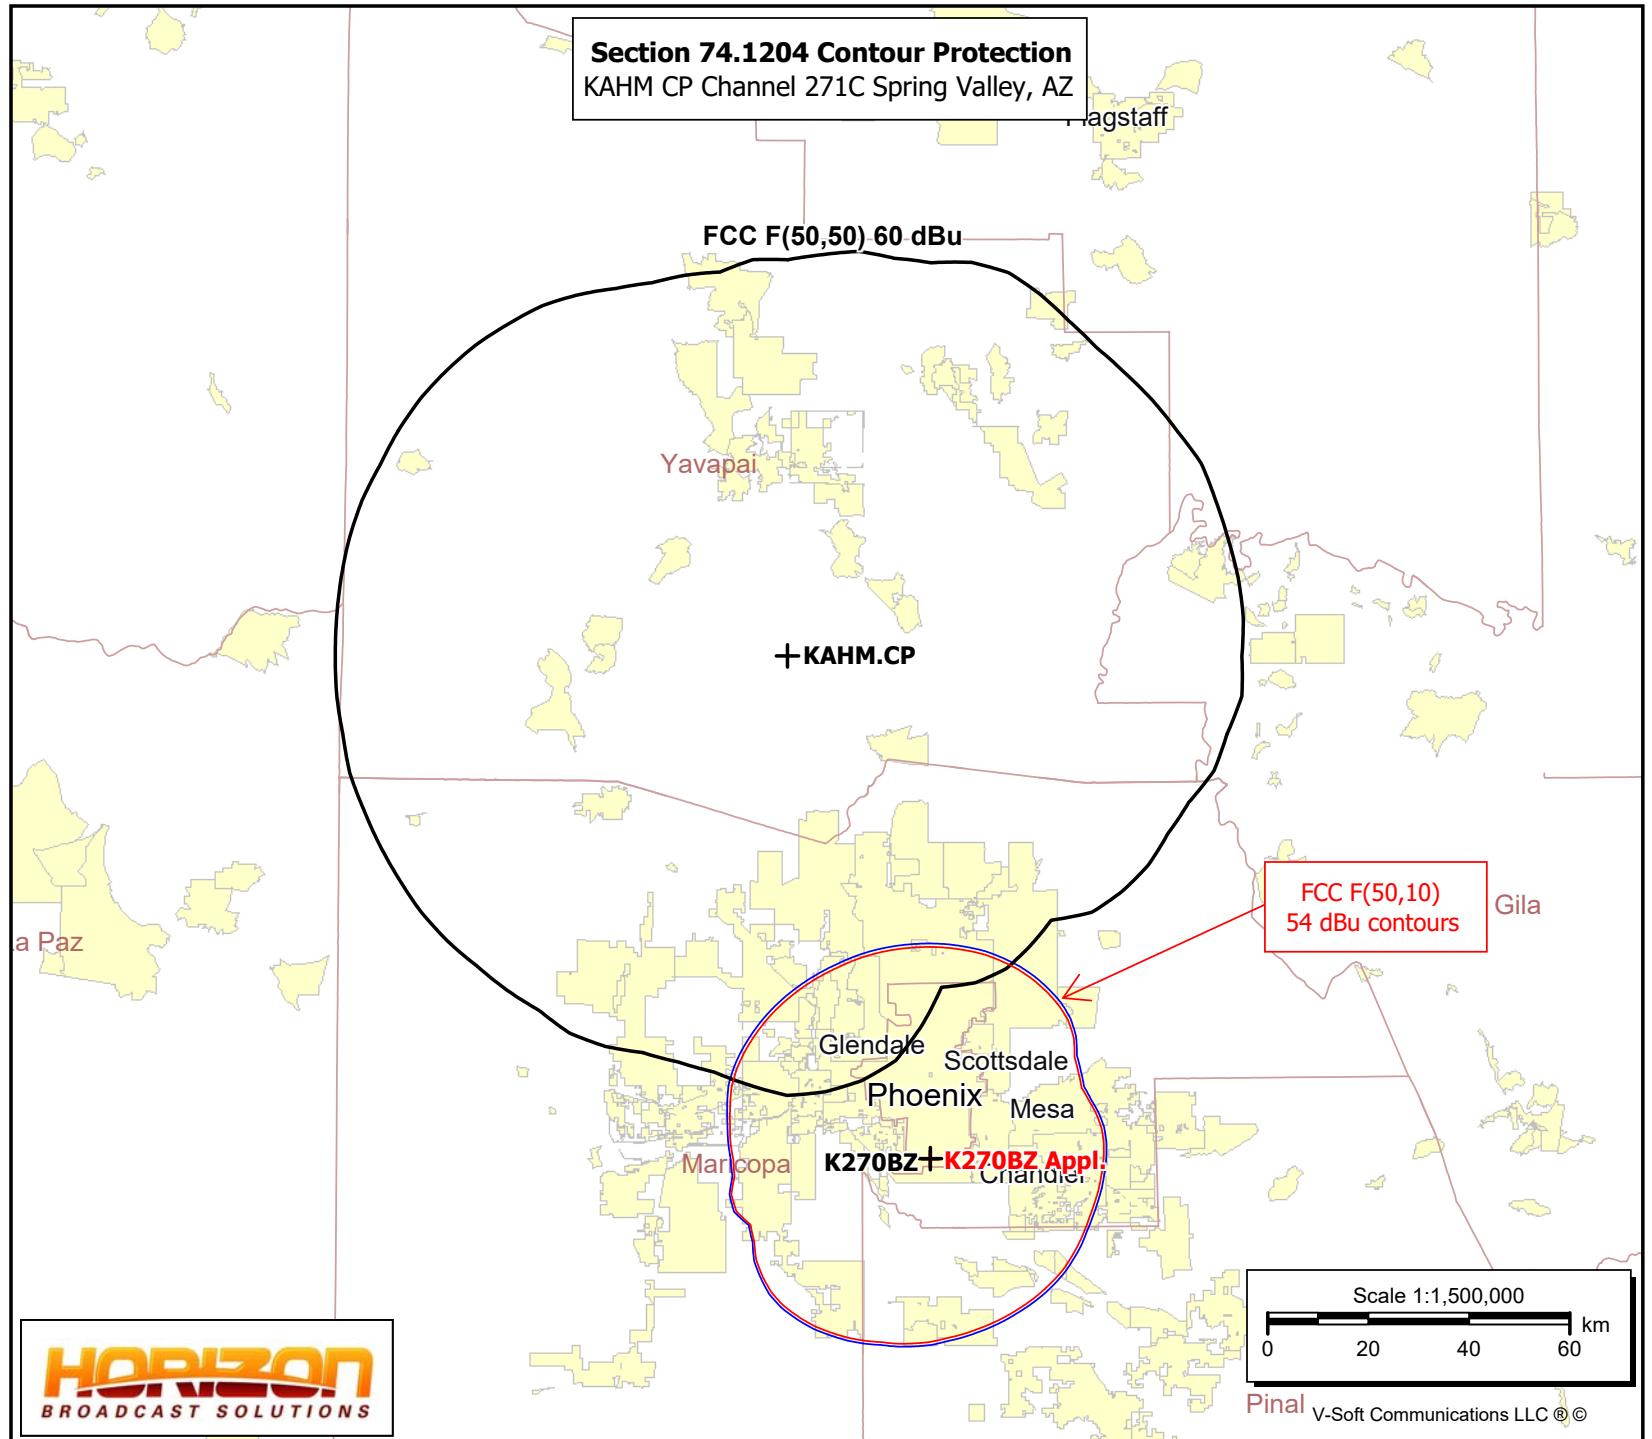 Section 74.1204 Contour Protection
KAHM CP Channel 271C Spring Valley, AZ
Flagstaff
FCC F(50,50) 60 dBu
Yavapai
KAHM.CP
FCC F(50,10)
54 dBu contours
Gila
a Paz
Glendale
Scottsdale
Phoenix
Mesa
Maricopa
K270BZ
K270BZ Appl.
Chandler
Scale 1:1,500,000
km
0 20 40 60
HORIZON
BROADCAST SOLUTIONS
Pinal
V-Soft Communications LLC ® ©